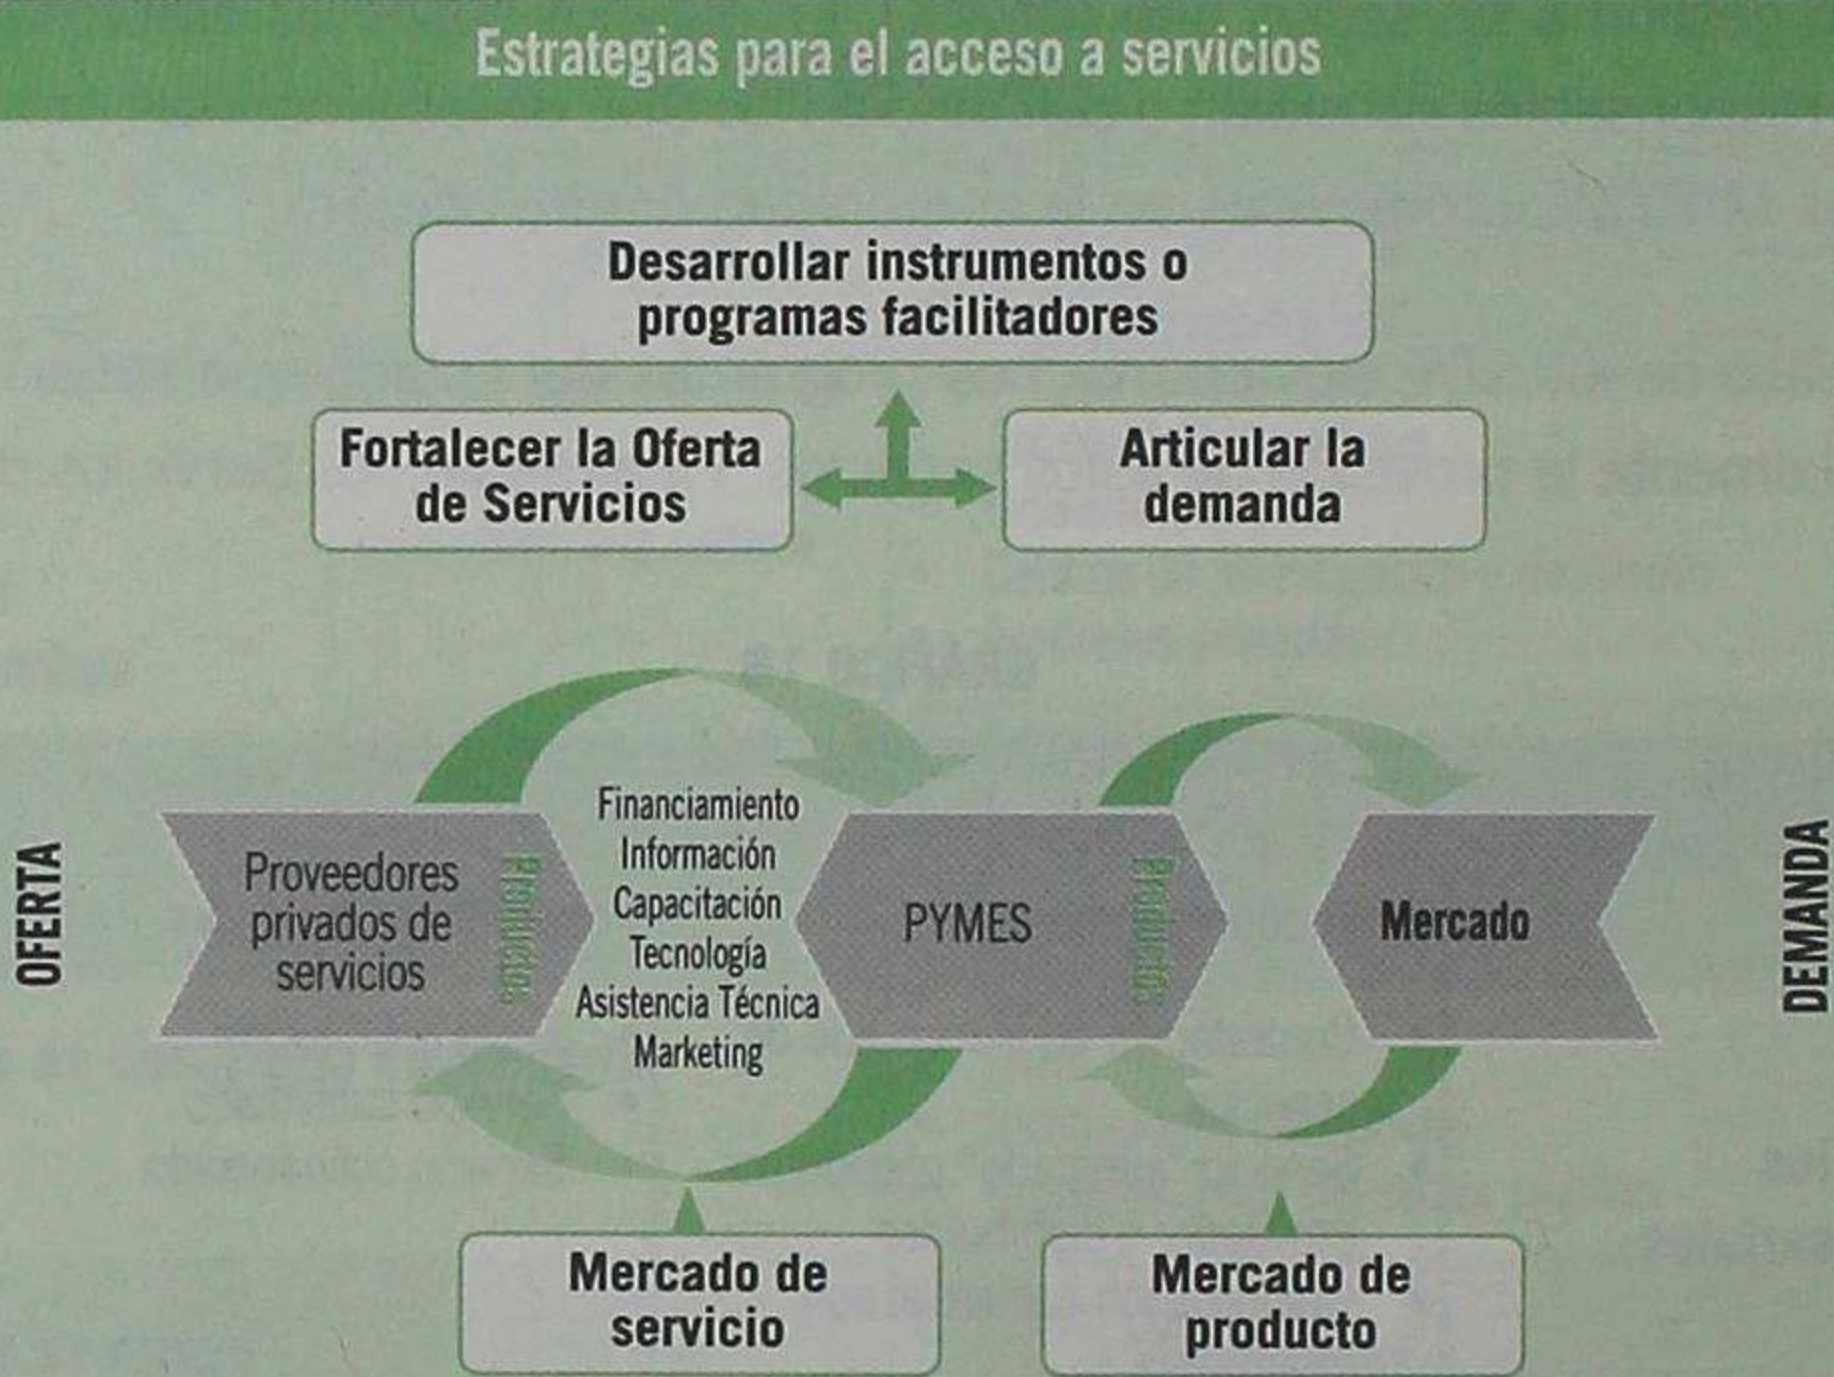 Estrategias para el acceso a servicios
Desarrollar instrumentos o
programas facilitadores
Fortalecer la Oferta
de Servicios
Articular la
demanda
OFERTA
Proveedores
privados de
servicios
Productos
Financiamiento
Información
Capacitación
Tecnología
Asistencia Técnica
Marketing
PYMES
Productos
Mercado
DEMANDA
Mercado de
servicio
Mercado de
producto